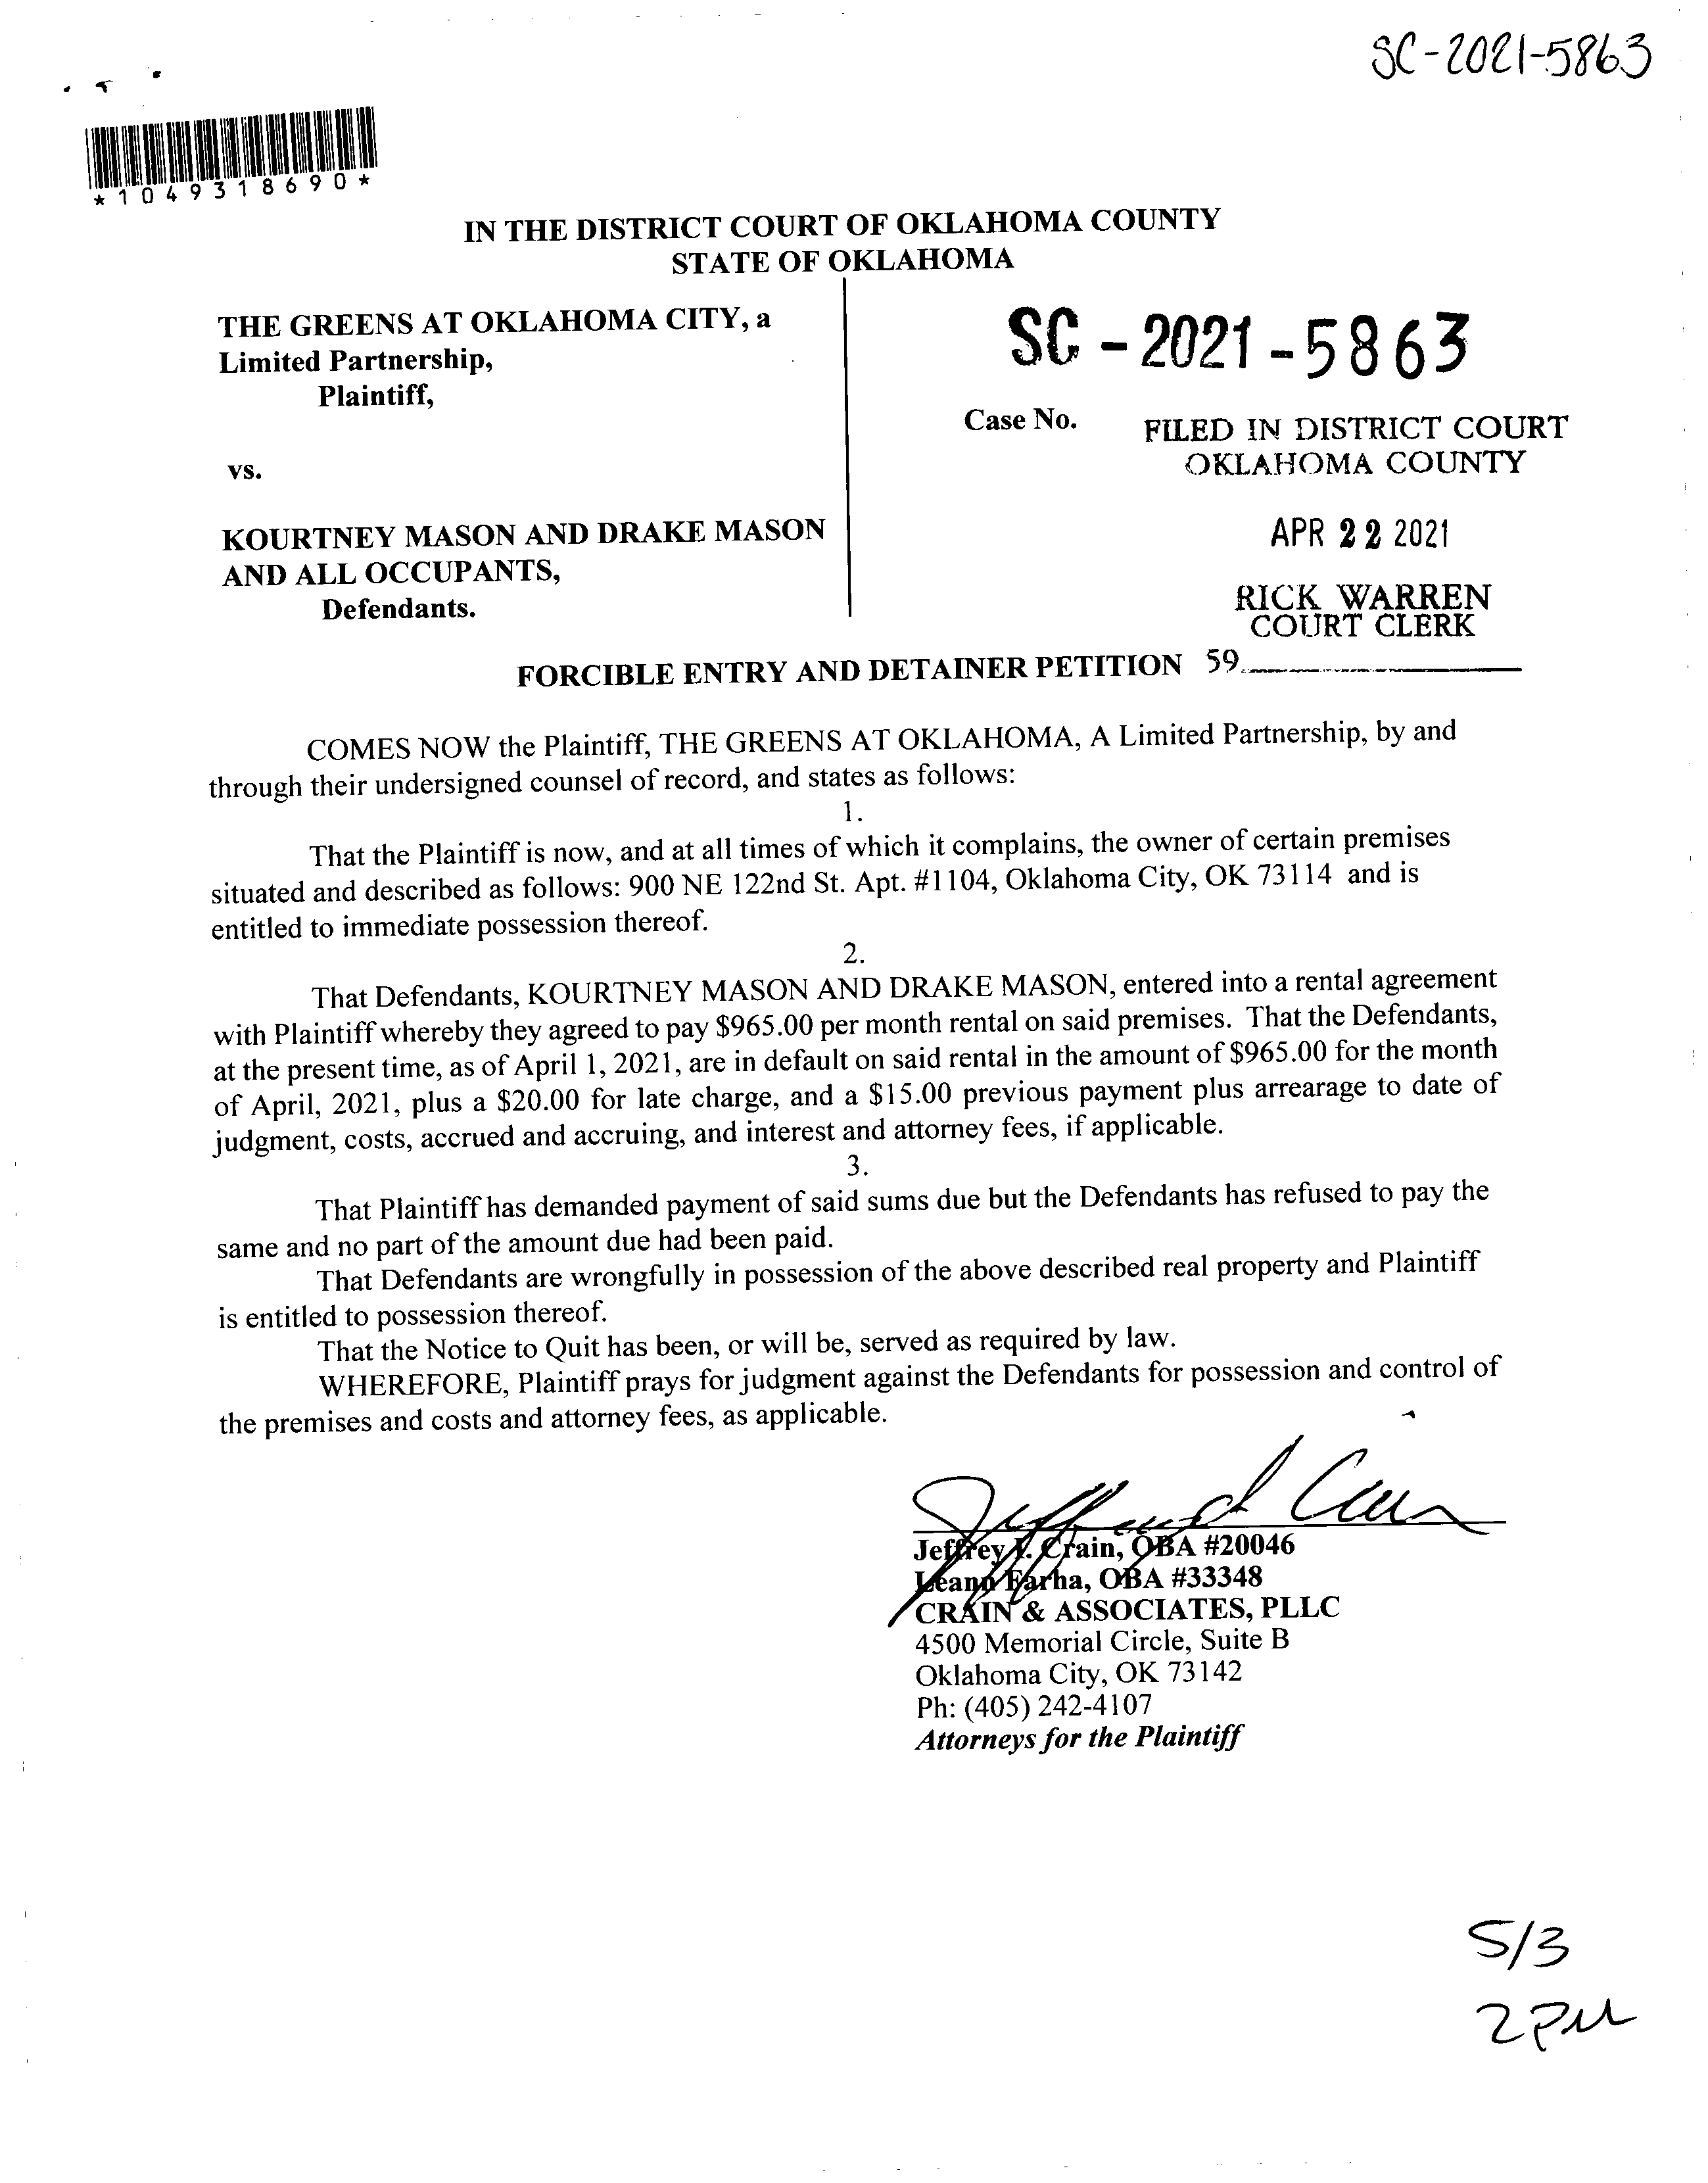 SC-2021-5863
*1049318690*
IN THE DISTRICT COURT OF OKLAHOMA COUNTY
STATE OF OKLAHOMA
THE GREENS AT OKLAHOMA CITY, a
Limited Partnership,
Plaintiff,
vs.
KOURTNEY MASON AND DRAKE MASON
AND ALL OCCUPANTS,
Defendants.
SC - 2021 - 5863
Case No.
FILED IN DISTRICT COURT
OKLAHOMA COUNTY
APR 22 2021
RICK WARREN
COURT CLERK
59
FORCIBLE ENTRY AND DETAINER PETITION
COMES NOW the Plaintiff, THE GREENS AT OKLAHOMA, A Limited Partnership, by and
through their undersigned counsel of record, and states as follows:
1.
That the Plaintiff is now, and at all times of which it complains, the owner of certain premises
situated and described as follows: 900 NE 122nd St. Apt. #1104, Oklahoma City, OK 73114 and is
entitled to immediate possession thereof.
2.
That Defendants, KOURTNEY MASON AND DRAKE MASON, entered into a rental agreement
with Plaintiff whereby they agreed to pay $965.00 per month rental on said premises. That the Defendants,
at the present time, as of April 1, 2021, are in default on said rental in the amount of $965.00 for the month
of April, 2021, plus a $20.00 for late charge, and a $15.00 previous payment plus arrearage to date of
judgment, costs, accrued and accruing, and interest and attorney fees, if applicable.
3.
That Plaintiff has demanded payment of said sums due but the Defendants has refused to pay the
same and no part of the amount due had been paid.
That Defendants are wrongfully in possession of the above described real property and Plaintiff
is entitled to possession thereof.
That the Notice to Quit has been, or will be, served as required by law.
WHEREFORE, Plaintiff prays for judgment against the Defendants for possession and control of
the premises and costs and attorney fees, as applicable.
Jeffrey Crain, OBA #20046
Leann Farha, OBA #33348
CRAIN & ASSOCIATES, PLLC
4500 Memorial Circle, Suite B
Oklahoma City, OK 73142
Ph: (405) 242-4107
Attorneys for the Plaintiff
5/3
2 PM